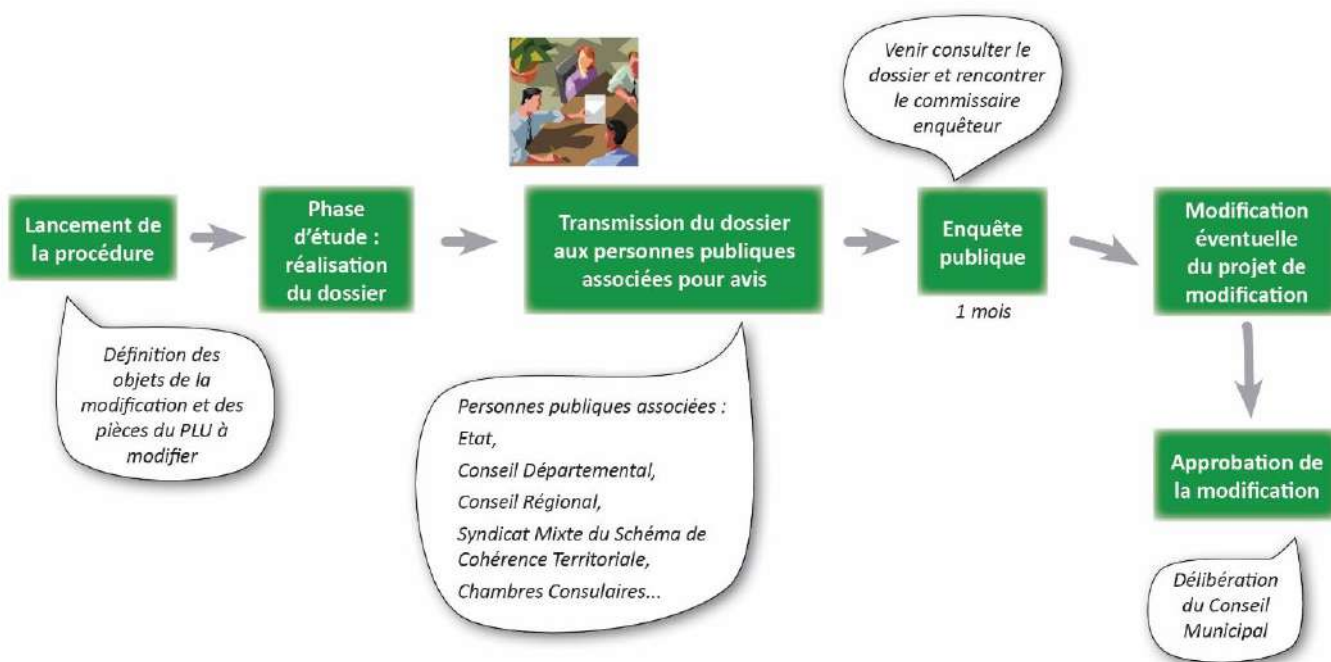 Venir consulter le
dossier et rencontrer
le commissaire
enquêteur
Lancement de
la procédure
Phase
d'étude :
réalisation
du dossier
Transmission du dossier
aux personnes publiques
associées pour avis
Enquête
publique
1 mois
Modification
éventuelle
du projet de
modification
Définition des
objets de la
modification et des
pièces du PLU à
modifier
Personnes publiques associées :
Etat,
Conseil Départemental,
Conseil Régional,
Syndicat Mixte du Schéma de
Cohérence Territoriale,
Chambres Consulaires...
Approbation de
la modification
Délibération
du Conseil
Municipal